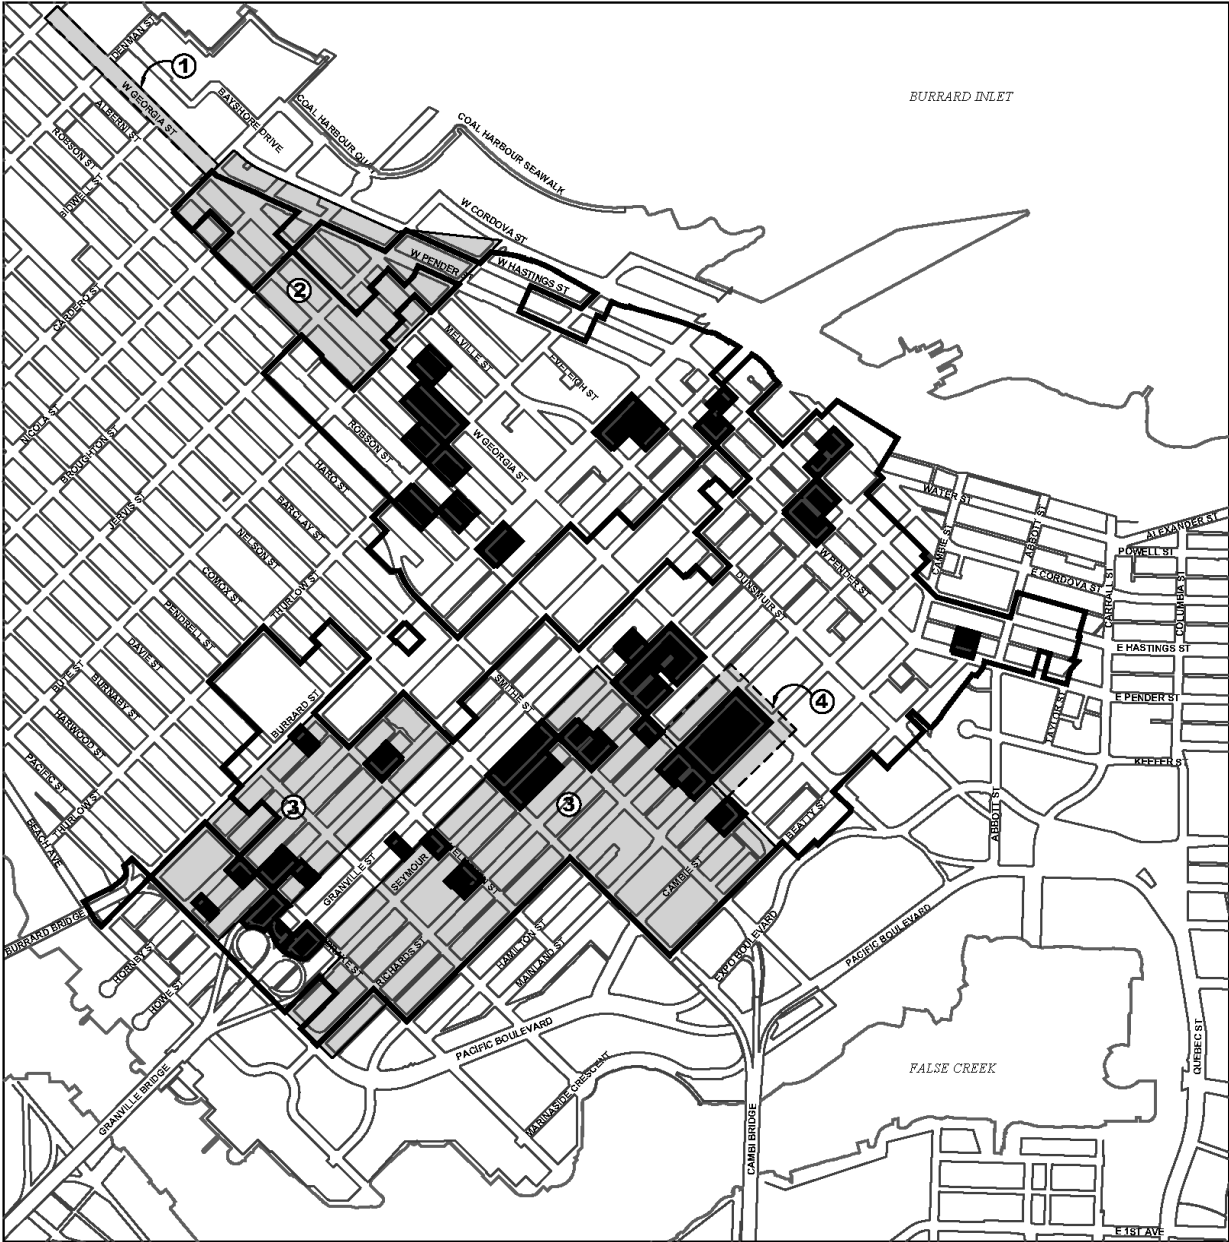 DENMAN ST
1
W GEORGIA ST
ALBERNI ST
BAYSHORE DRIVE
COAL HARBOUR QUAY
COAL HARBOUR SEAWALK
BURRARD INLET
ROBSON ST
BIDWELL ST
W CORDOVA ST
W PENDER
W HASTINGS ST
2
CARDERO ST
MELVILLE ST
EVELEIGH ST
NICOLA ST
BROUGHTON ST
ROBSON ST
W GEORGIA ST
HARO ST
JERVIS ST
BARCLAY ST
NELSON ST
WATER ST
CAMBIE ST
ABBOTT ST
ALEXANDER ST
POWELL ST
W PENDER ST
DUNSMUIR ST
E CORDOVA ST
CARRALL ST
COLUMBIA ST
COMOX ST
THURLOW ST
PENDRELL ST
DAVIE ST
BUTE ST
BURNABY ST
E HASTINGS ST
SMITHE ST
BURRARD ST
4
E PENDER ST
TAYLOR ST
HARWOOD ST
PACIFIC ST
KEEFER ST
3
3
THURLOW ST
BEACH AVE
BEATTY ST
ABBOTT ST
GRANVILLE ST
SEYMOUR
CAMBIE ST
BURRARD BRIDGE
HORNBY ST
HOWE ST
RICHARDS ST
HAMILTON ST
MAINLAND ST
EXPO BOULEVARD
PACIFIC BOULEVARD
PACIFIC BOULEVARD
FALSE CREEK
QUEBEC ST
GRANVILLE BRIDGE
MARINASIDE CRESCENT
CAMBI BRIDGE
E 1ST AVE